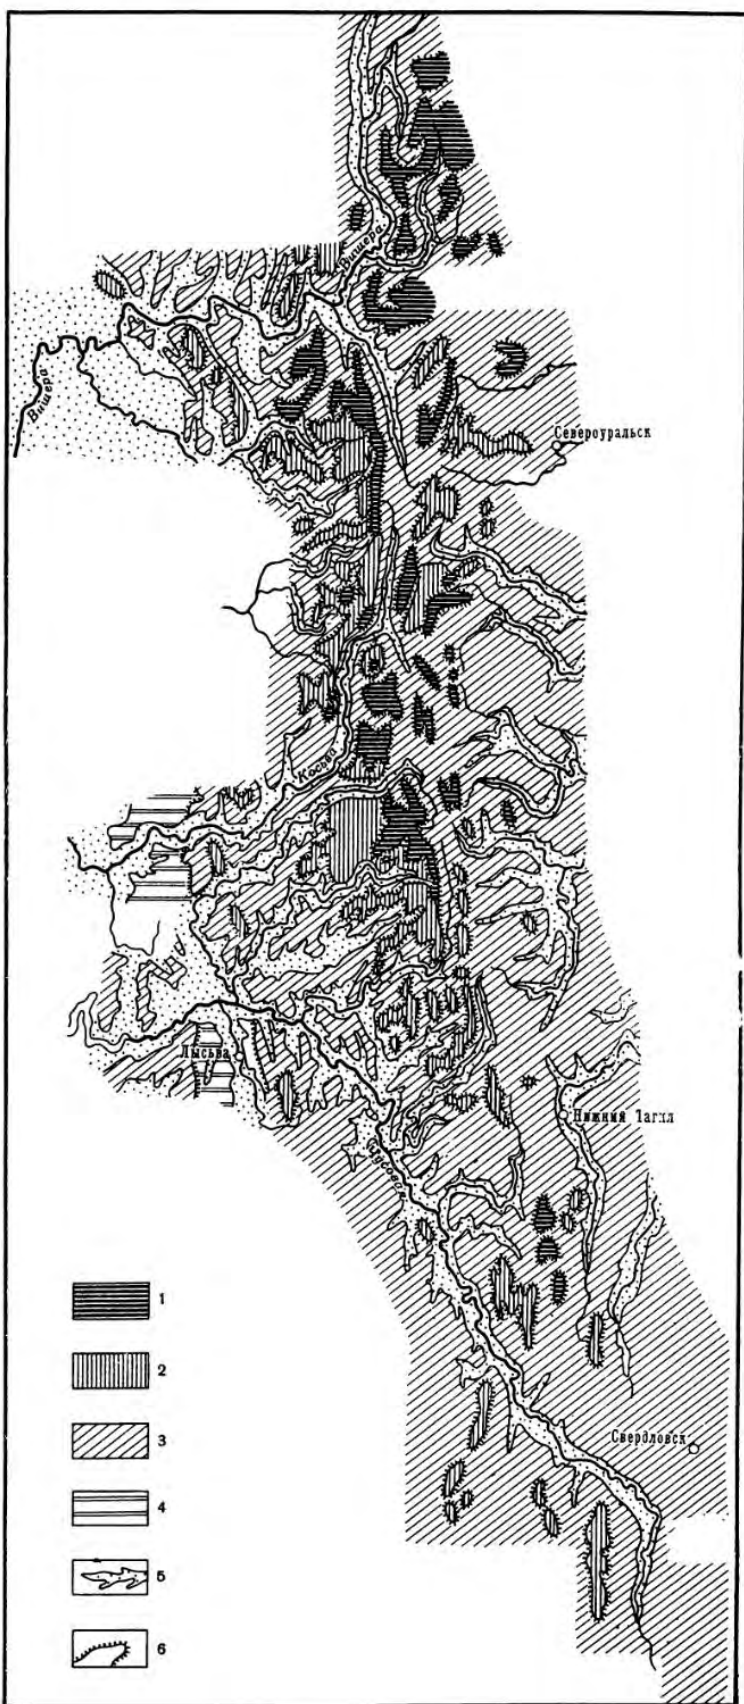 Вишера
Вишера
Североуральск
Косьва
Лысьва
Нижний Тагил
Чусовая
1
2
3
Свердловск
4
5
6